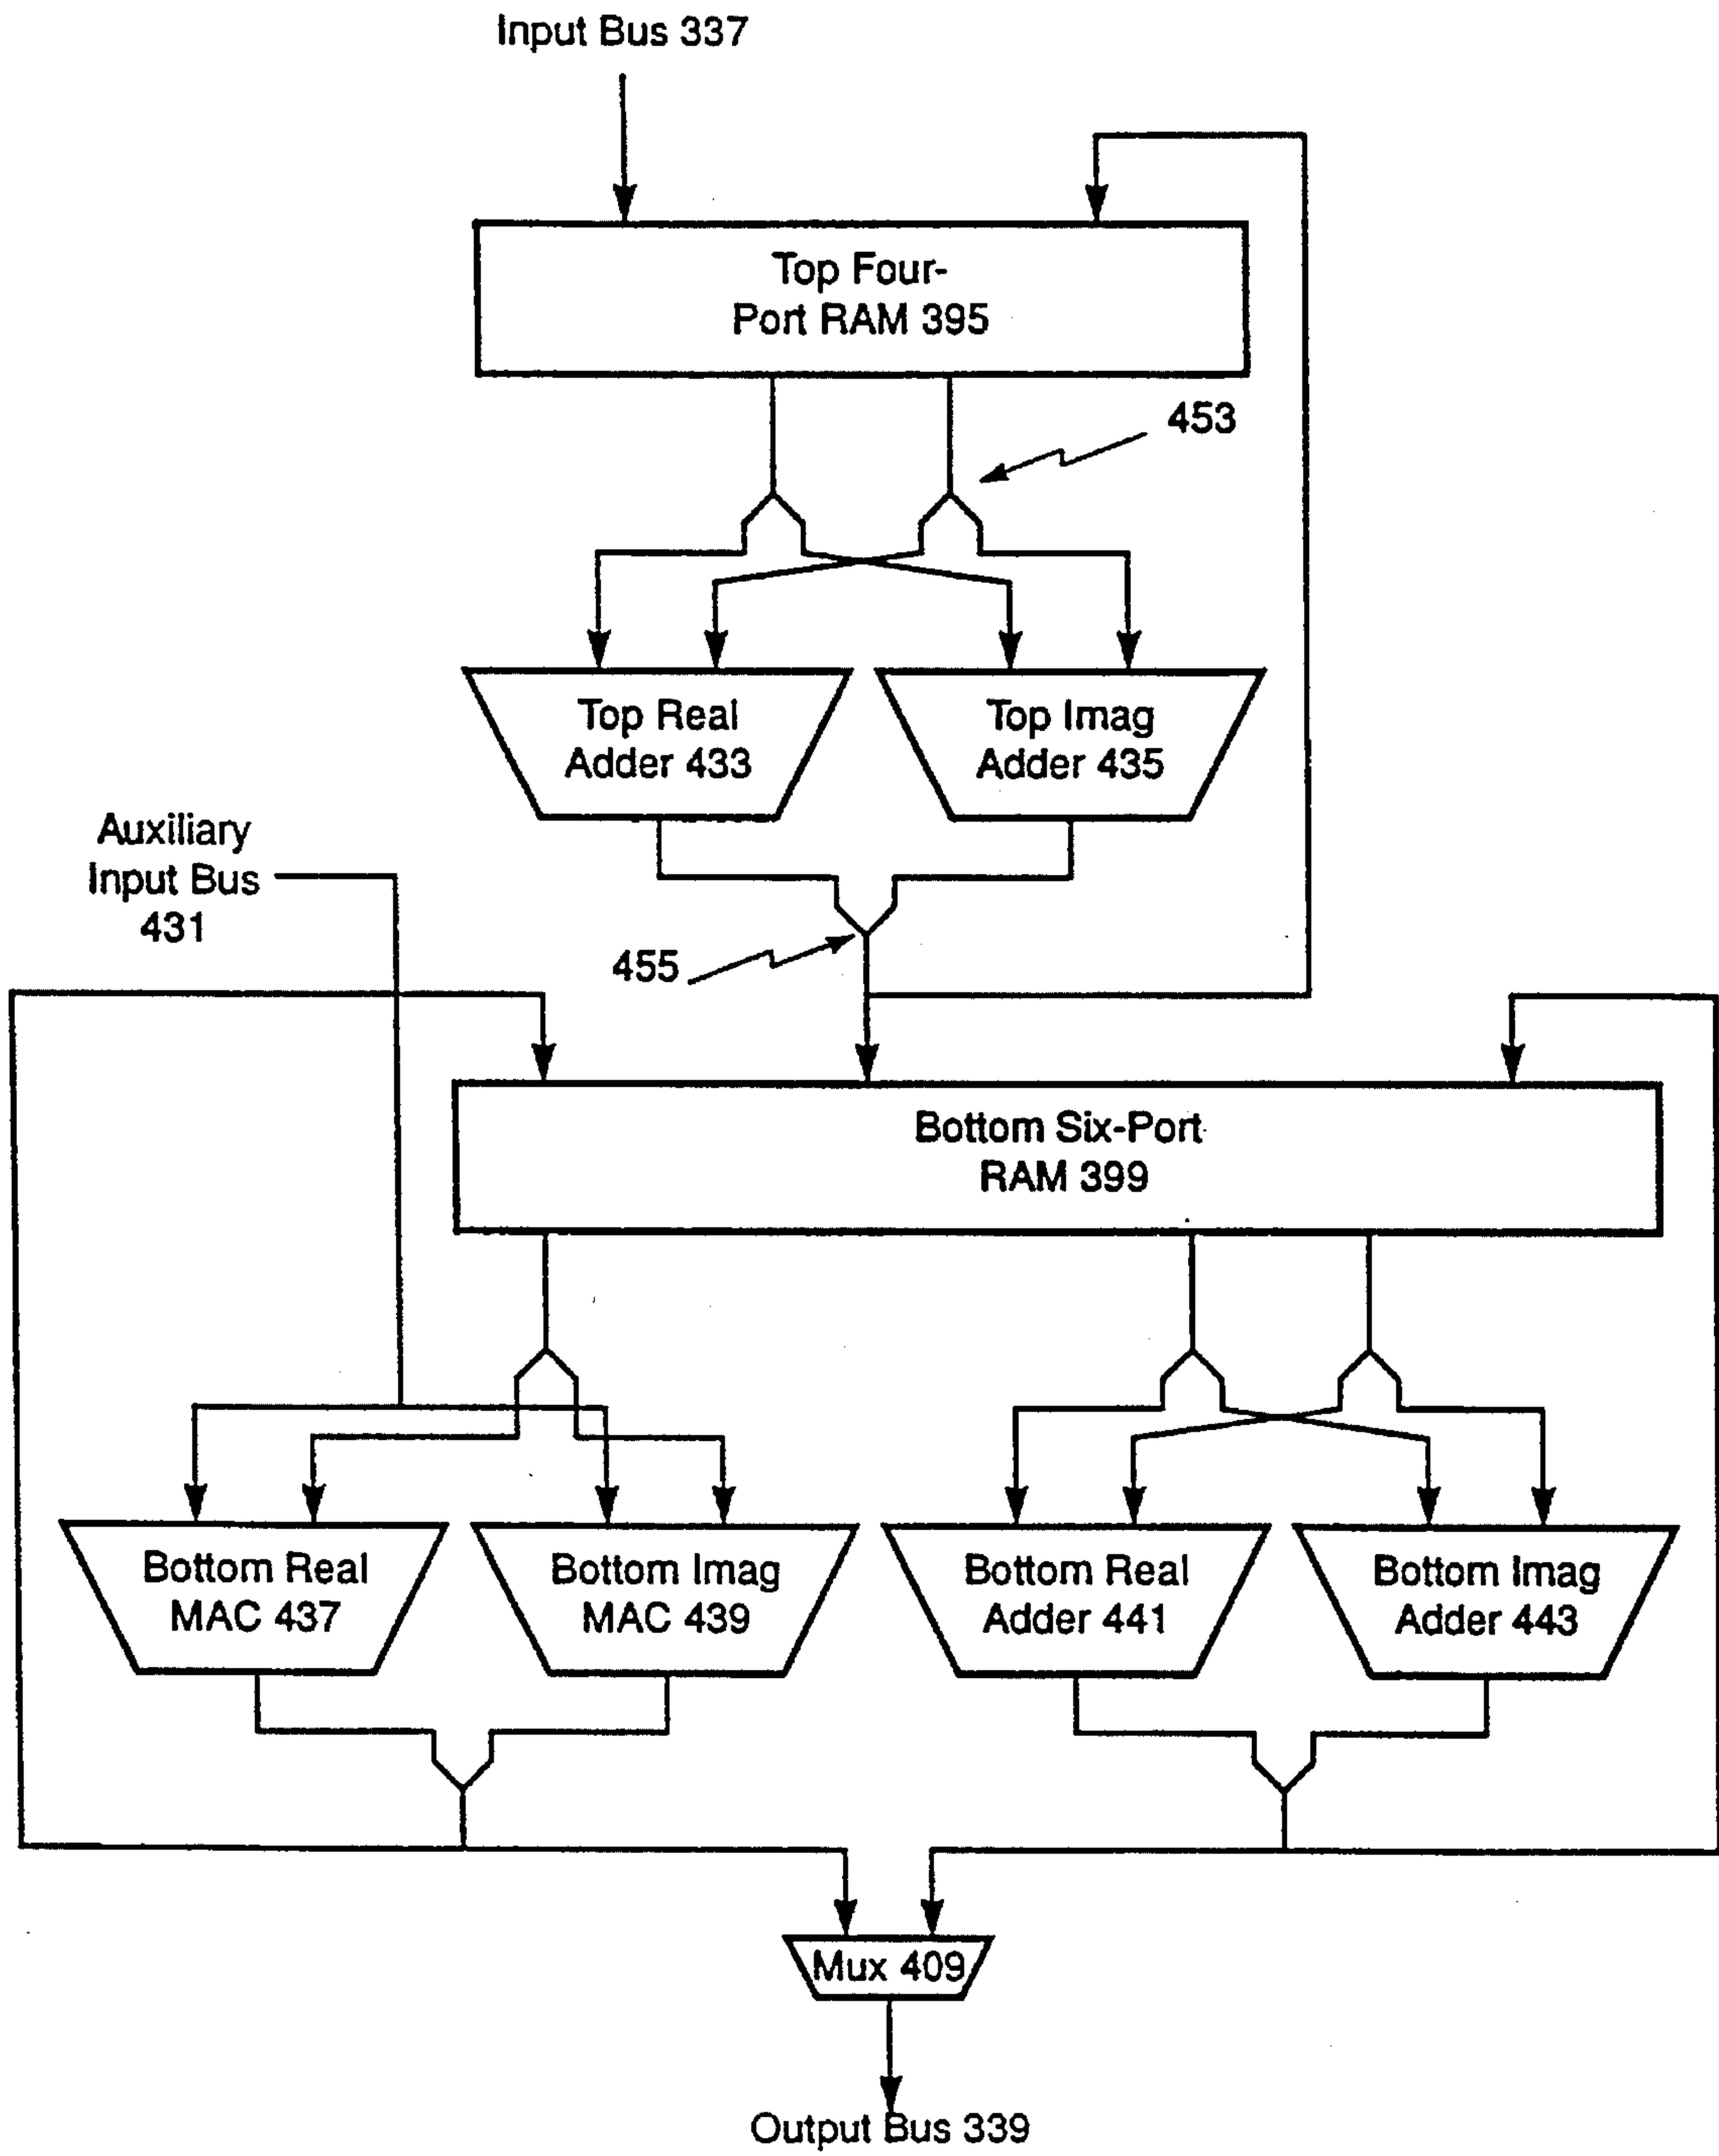 Input Bus 337
Top Four-
Port RAM 395
453
Top Real
Adder 433
Top Imag
Adder 435
Auxiliary
Input Bus
431
455
Bottom Six-Port
RAM 399
Bottom Real
MAC 437
Bottom Imag
MAC 439
Bottom Real
Adder 441
Bottom Imag
Adder 443
Mux 409
Output Bus 339